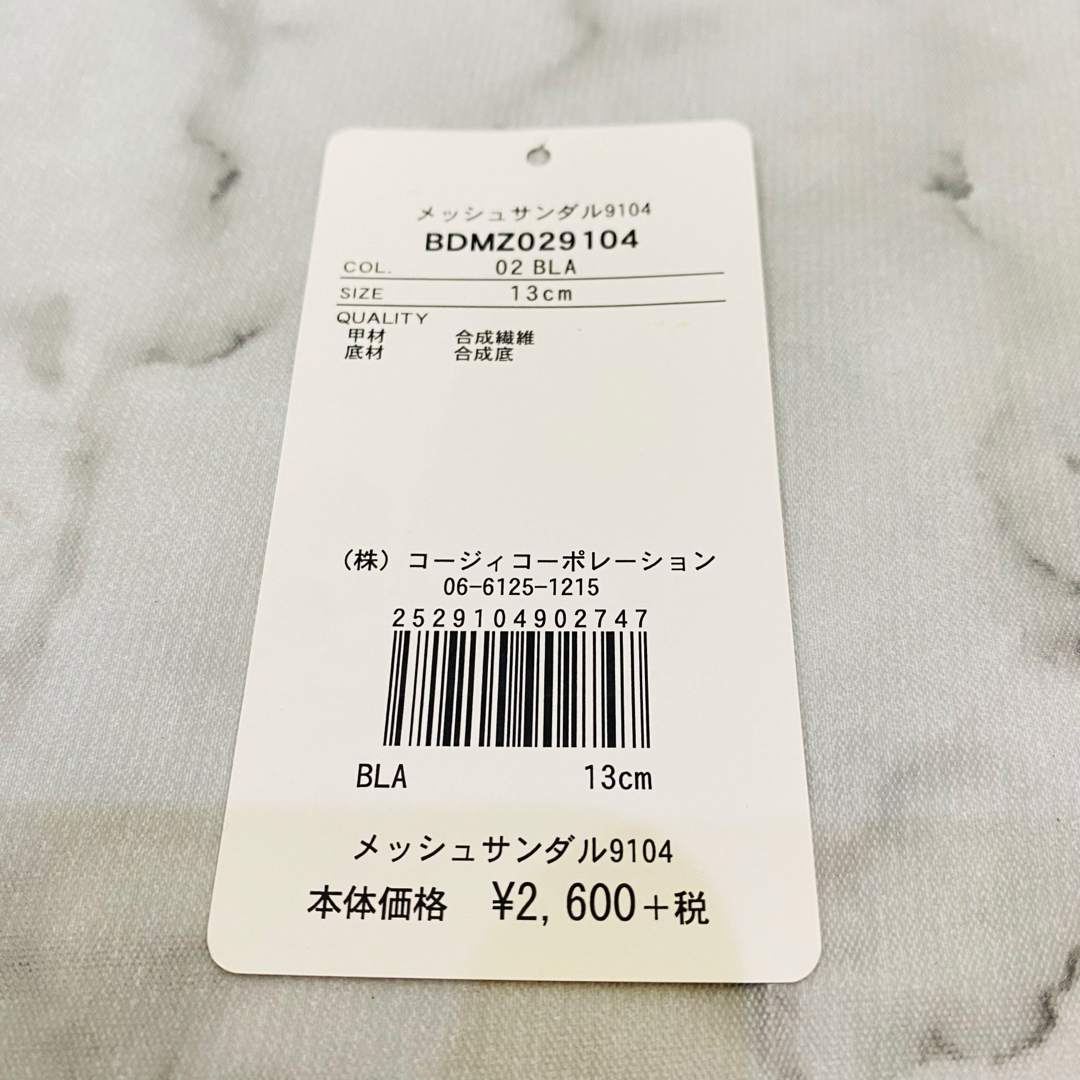 メッシュサンダル9104
BDMZ029104
COL. 02 BLA
SIZE 13cm
QUALITY
甲材 合成繊維
底材 合成底
（株）コージィコーポレーション
06-6125-1215
2529104902747
BLA 13cm
メッシュサンダル9104
本体価格 ¥2,600+税